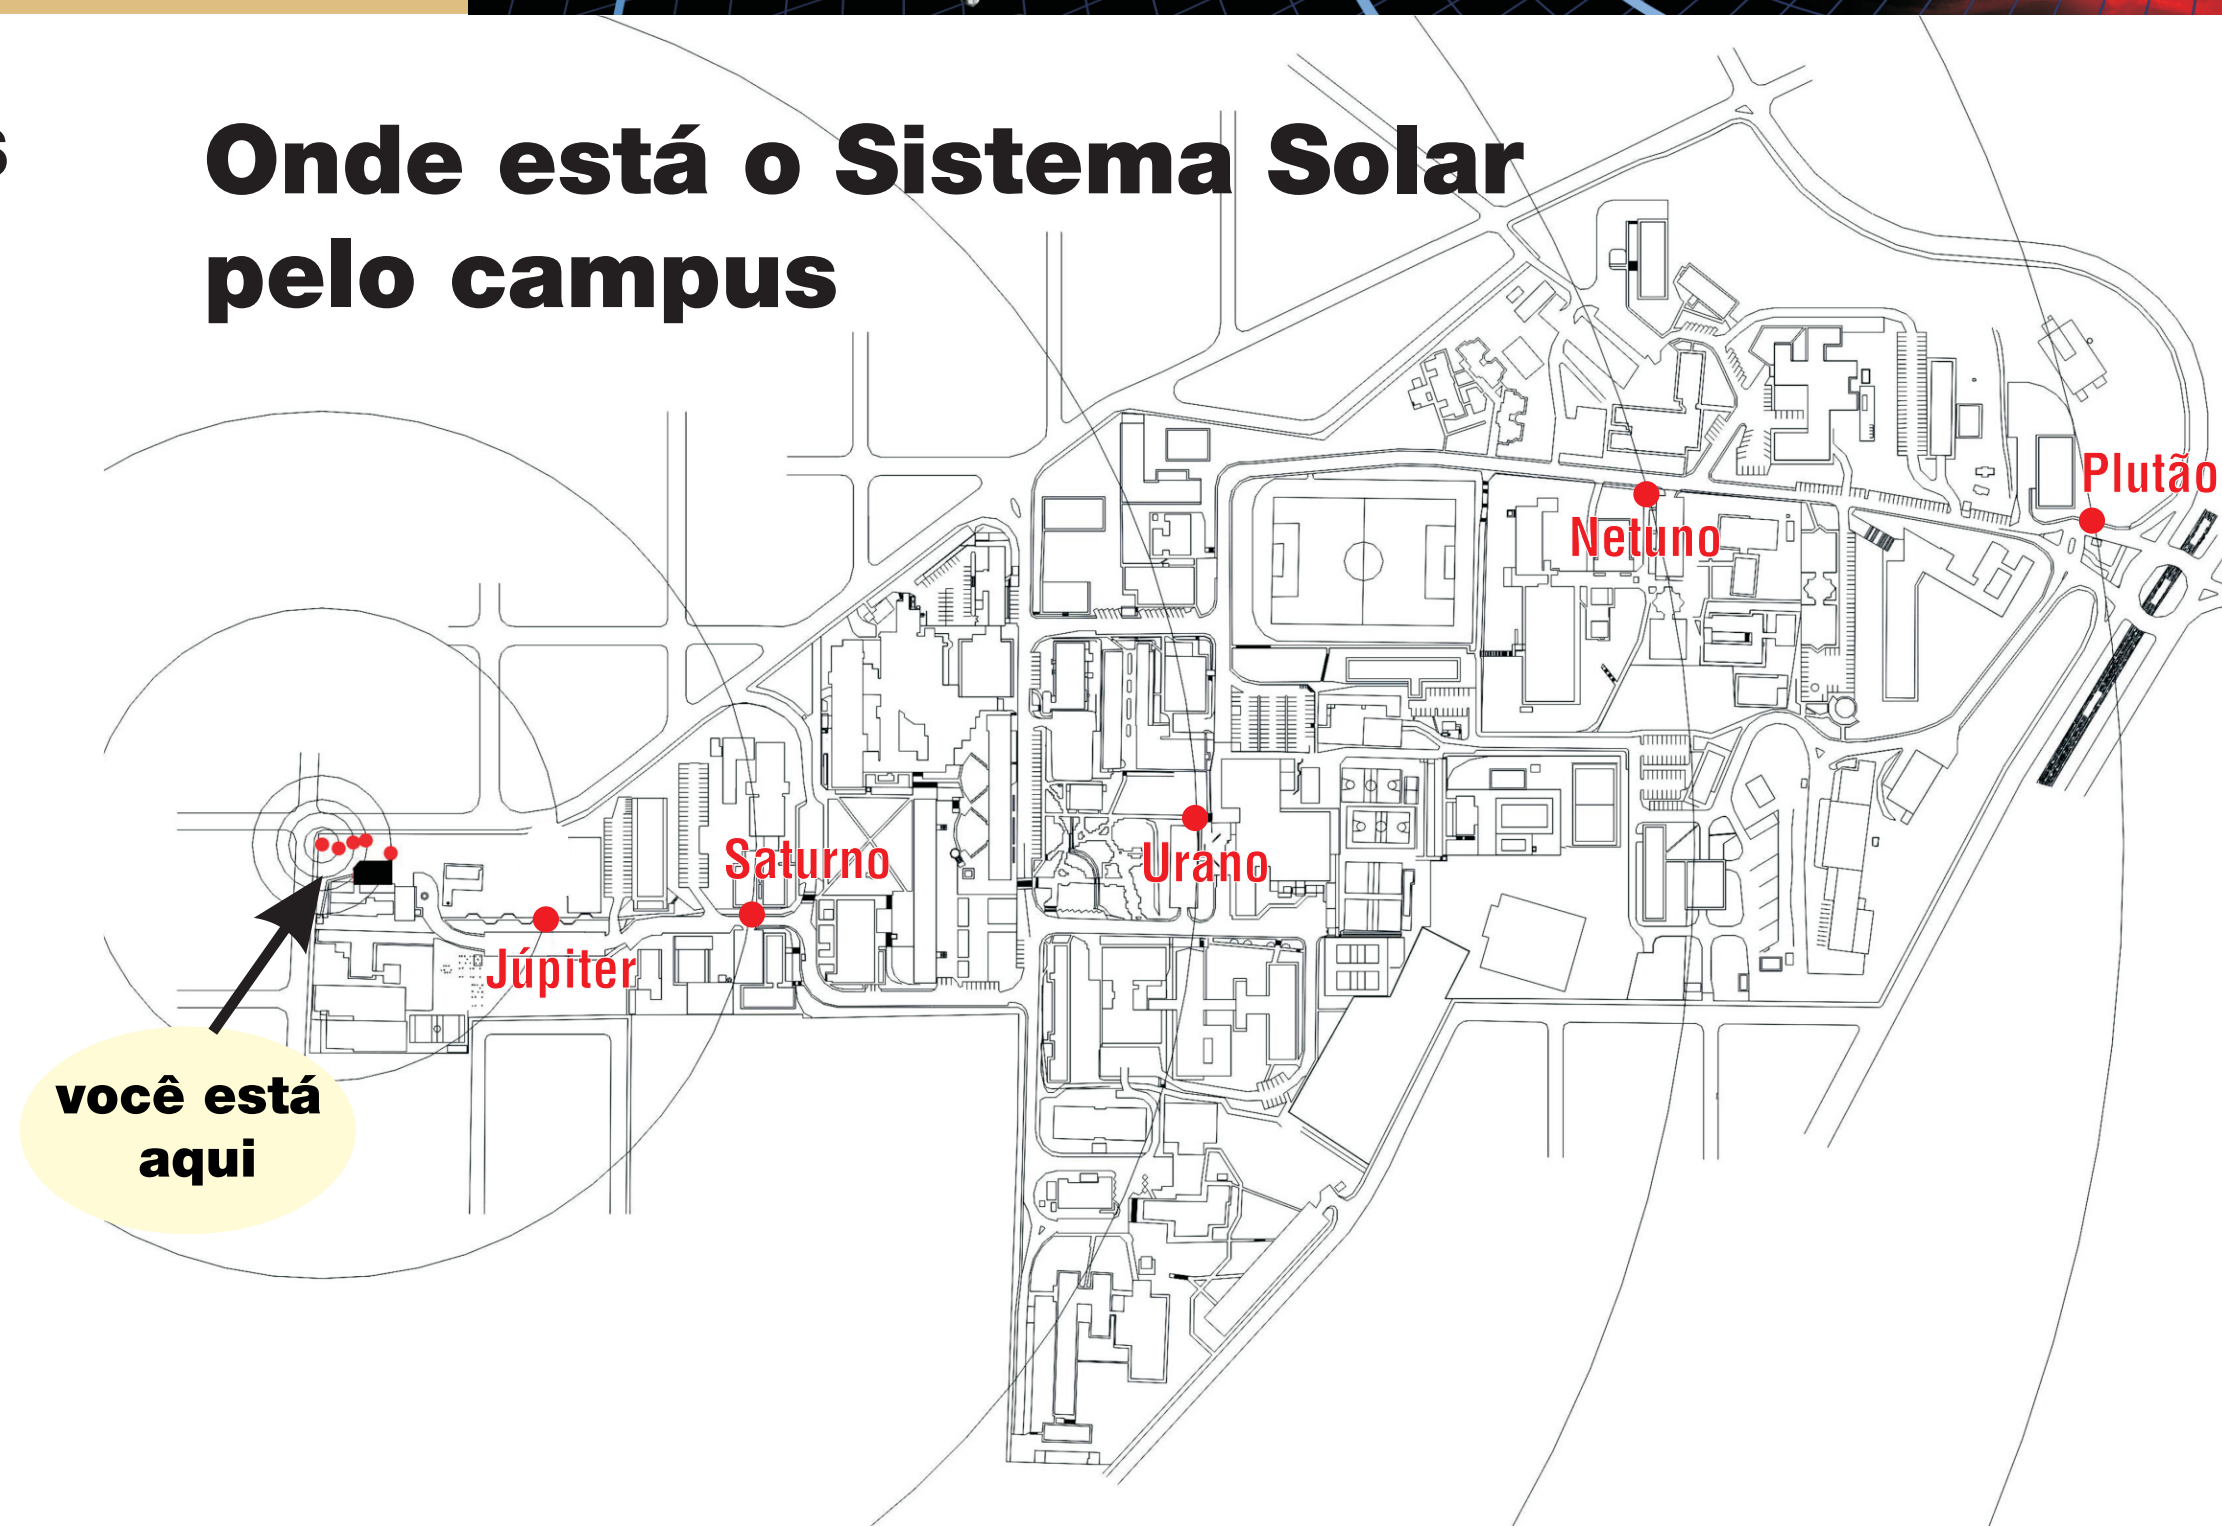 s
Onde está o Sistema Solar
pelo campus
Plutão
Netuno
Saturno
Urano
Júpiter
você está
aqui